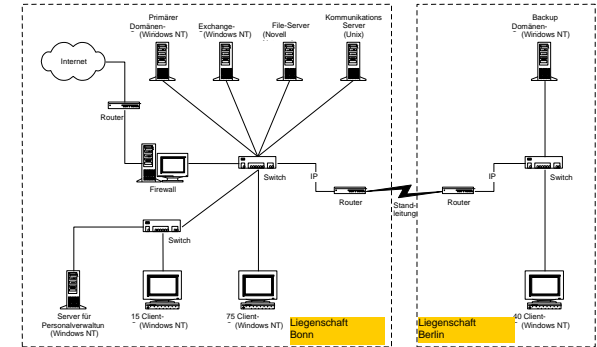 Primärer
Domänen-
(Windows NT)
Exchange-
(Windows NT)
File-Server
(Novell
Kommunikations
Server
(Unix)
Backup
Domänen-
(Windows NT)
Internet
Router
Firewall
Switch
IP
Router
Stand-
leitung
Router
IP
Switch
Switch
Server für
Personalverwaltun
(Windows NT)
15 Client-
(Windows NT)
75 Client-
(Windows NT)
Liegenschaft
Bonn
Liegenschaft
Berlin
40 Client-
(Windows NT)